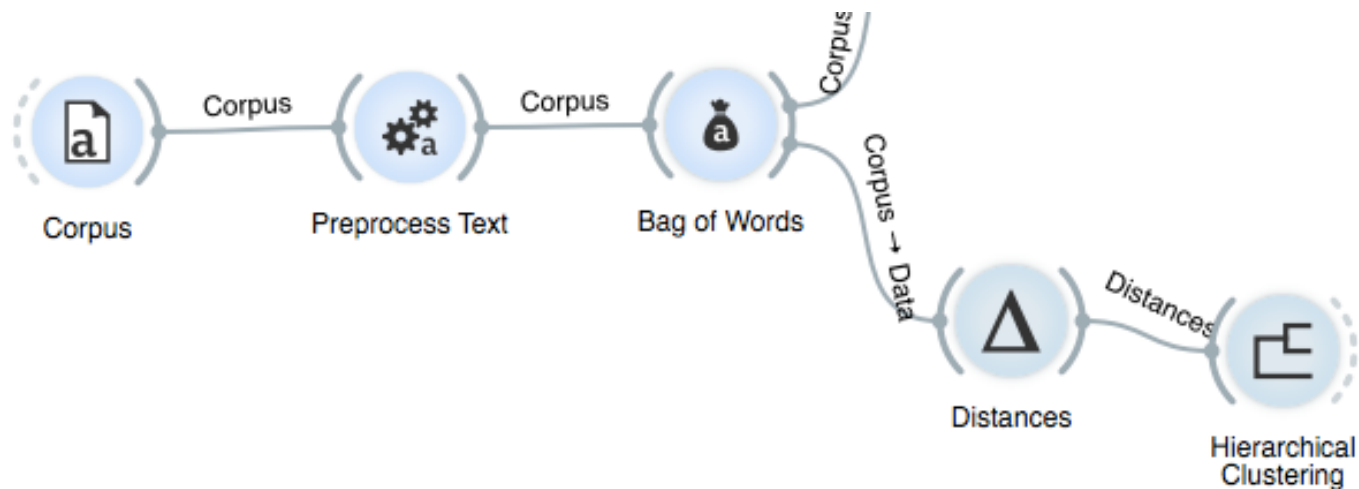 Corpus
Corpus
Corpus
Corpus → Data
Distances
a
a
a
Corpus
Preprocess Text
Bag of Words
Distances
Hierarchical
Clustering